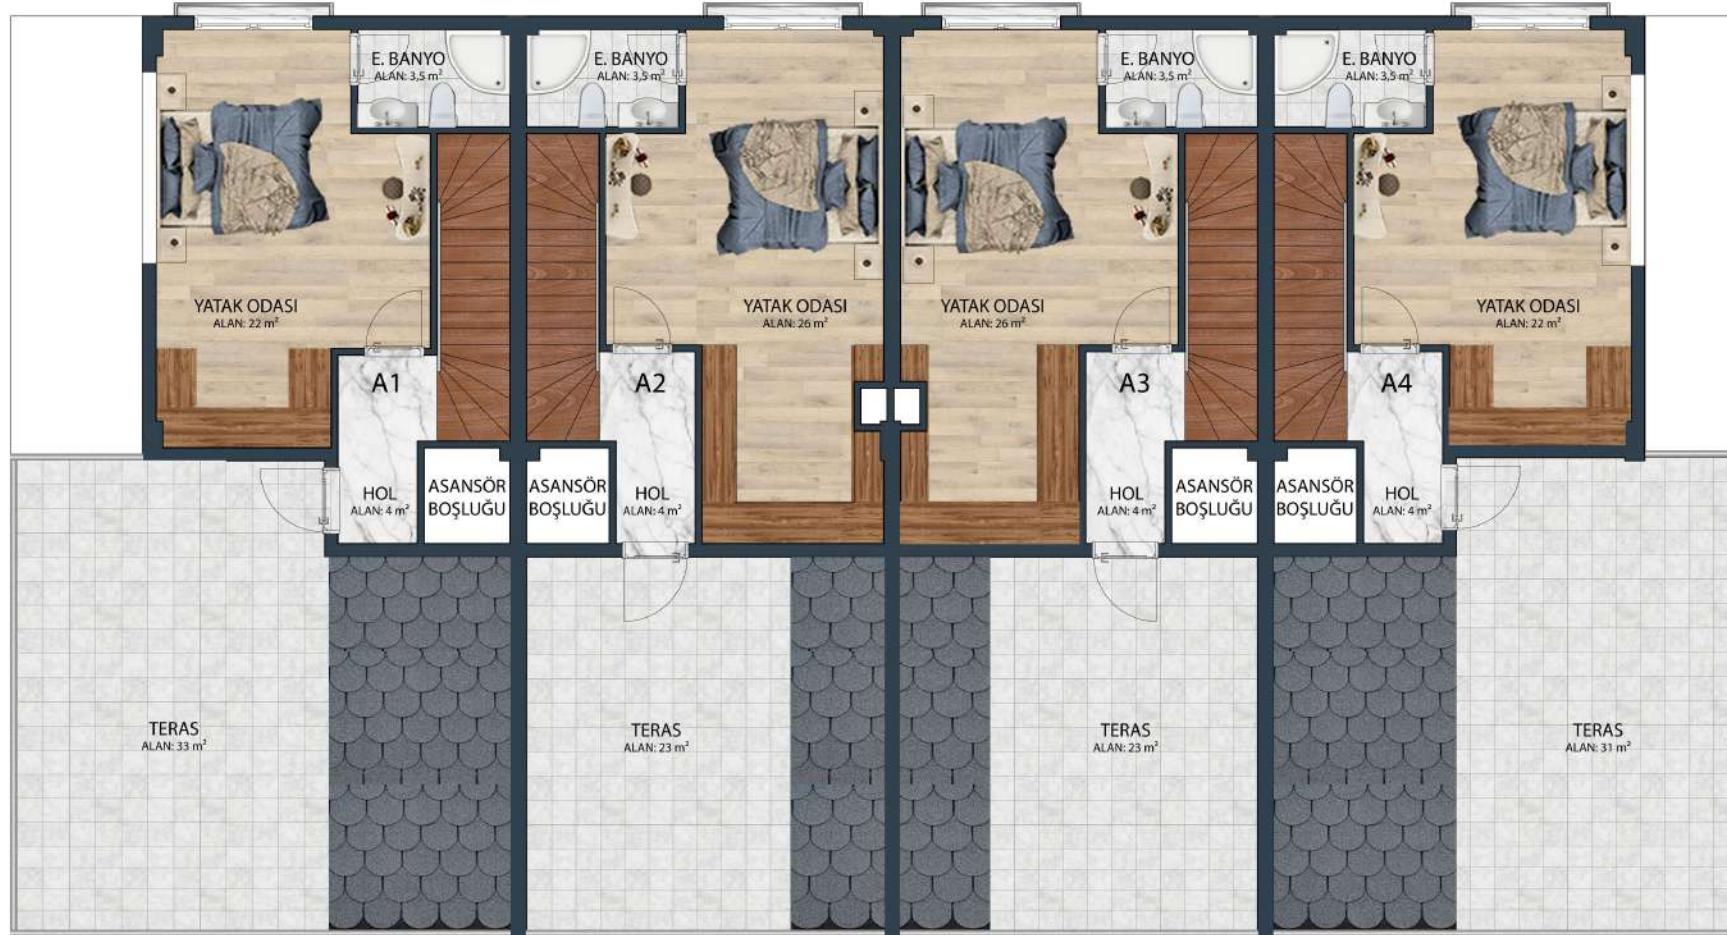 E. BANYO
ALAN: 3,5 m²
E. BANYO
ALAN: 3,5 m²
E. BANYO
ALAN: 3,5 m²
E. BANYO
ALAN: 3,5 m²
YATAK ODASI
ALAN: 22 m²
YATAK ODASI
ALAN: 26 m²
YATAK ODASI
ALAN: 26 m²
YATAK ODASI
ALAN: 22 m²
A1
A2
A3
A4
HOL
ALAN: 4 m²
ASANSÖR
BOŞLUĞU
ASANSÖR
BOŞLUĞU
HOL
ALAN: 4 m²
HOL
ALAN: 4 m²
ASANSÖR
BOŞLUĞU
ASANSÖR
BOŞLUĞU
HOL
ALAN: 4 m²
TERAS
ALAN: 33 m²
TERAS
ALAN: 23 m²
TERAS
ALAN: 23 m²
TERAS
ALAN: 31 m²